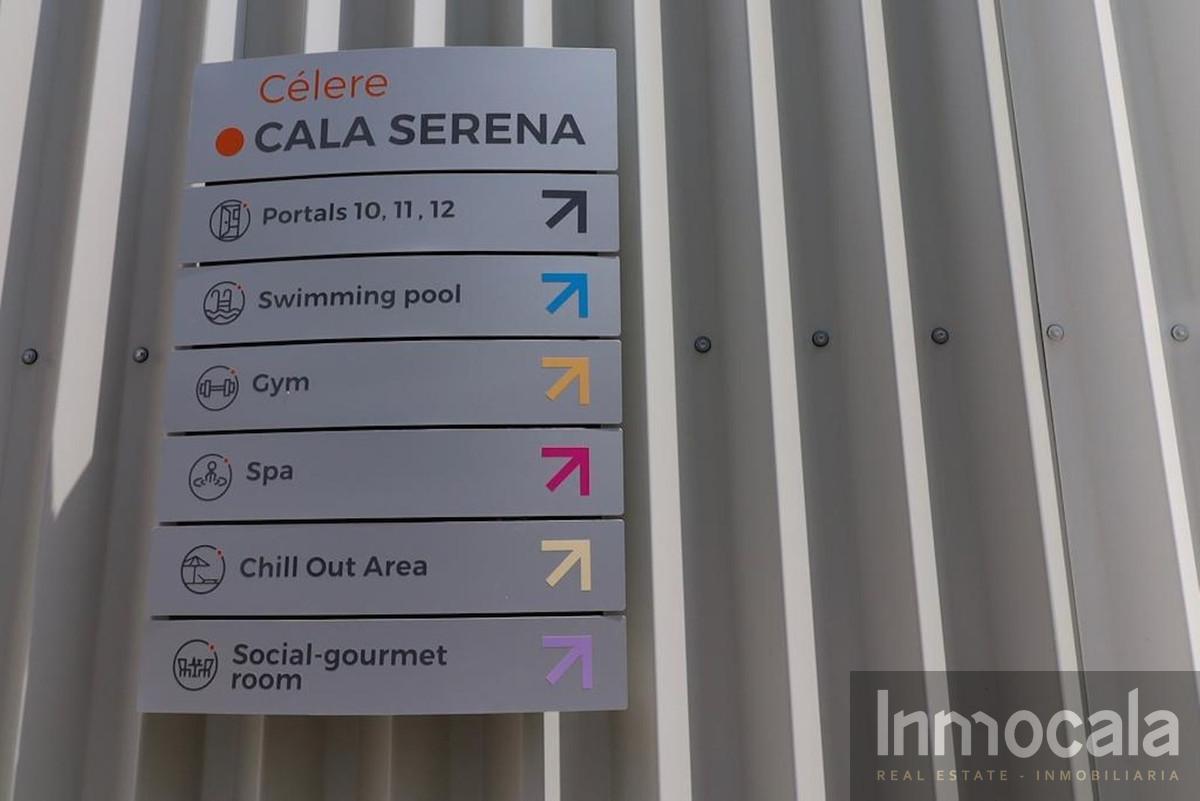 Célere
CALA SERENA
Portals 10, 11, 12
Swimming pool
Gym
Spa
Chill Out Area
Social-gourmet
room
Inmocala
REAL ESTATE - INMOBILIARIA